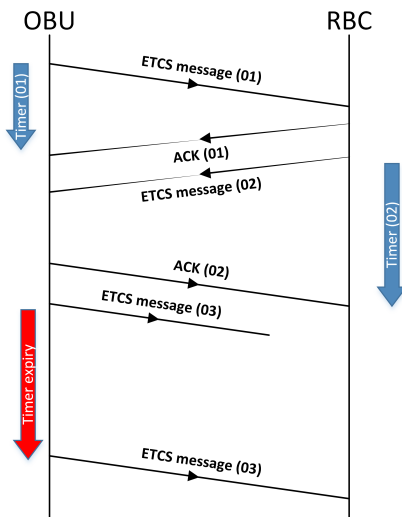 OBU
RBC
ETCS message (01)
Timer (01)
ACK (01)
ETCS message (02)
Timer (02)
ACK (02)
ETCS message (03)
Timer expiry
ETCS message (03)